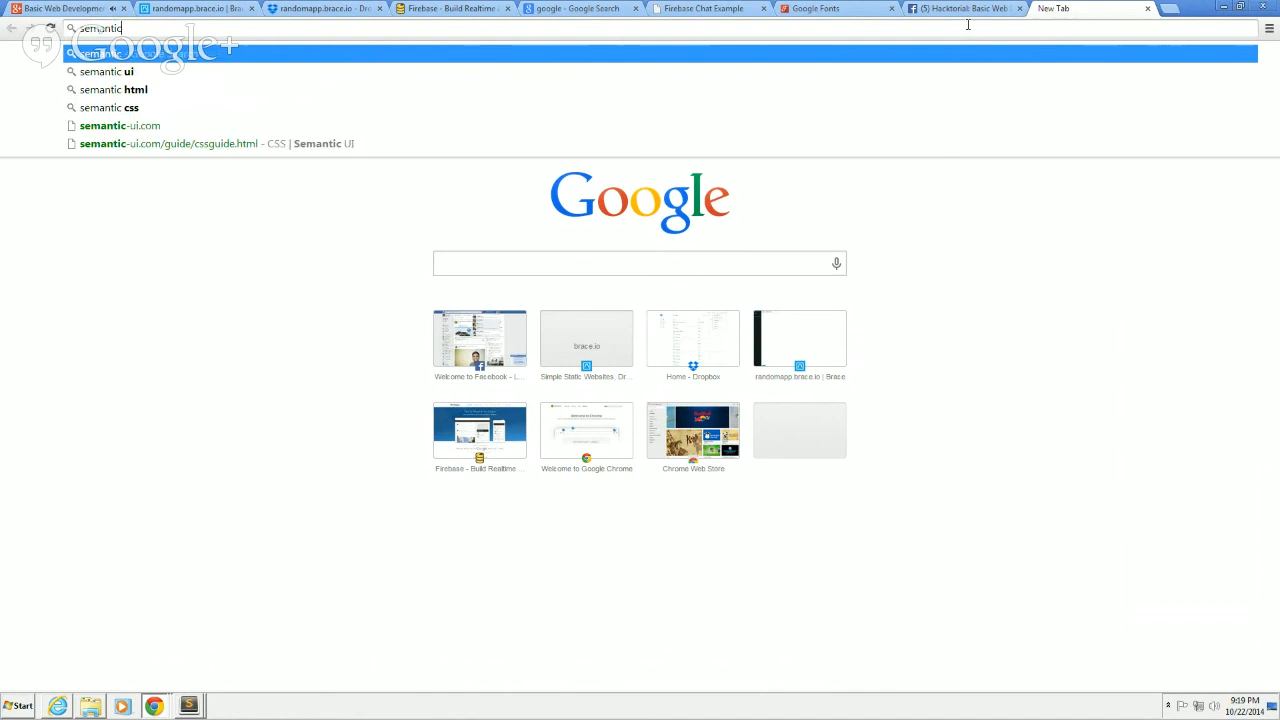 Basic Web Developmen
randomapp.brace.io | Brac
randomapp.brace.io - Dro
Firebase - Build Realtime A
google - Google Search
Firebase Chat Example
Google Fonts
(5) Hacktorial: Basic Web
New Tab
semantic
Google+
semantic ui
semantic html
semantic css
semantic-ui.com
semantic-ui.com/guide/cssguide.html - CSS | Semantic UI
Google
brace.io
Welcome to Facebook - L...
Simple Static Websites, Dr...
Home - Dropbox
randomapp.brace.io | Brace
Firebase - Build Realtime ...
Welcome to Google Chrome
Chrome Web Store
Start
9:19 PM
10/22/2014